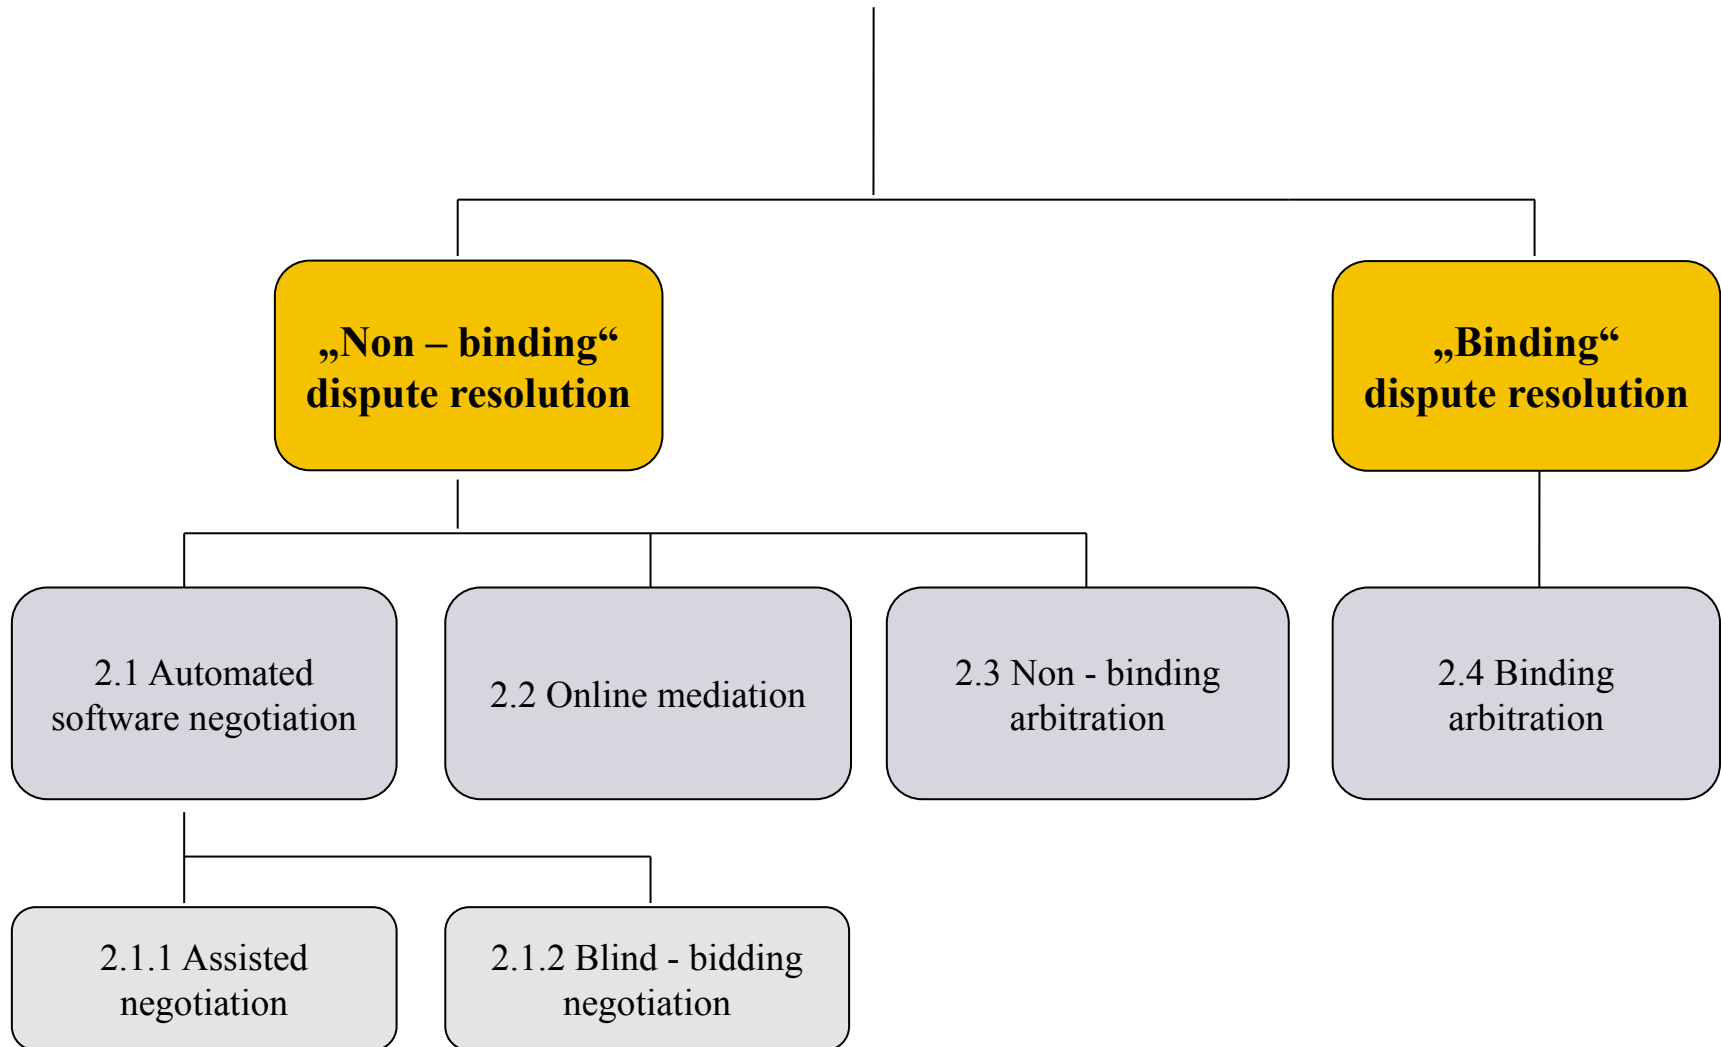 „Non – binding“
dispute resolution
„Binding“
dispute resolution
2.1 Automated
software negotiation
2.2 Online mediation
2.3 Non - binding
arbitration
2.4 Binding
arbitration
2.1.1 Assisted
negotiation
2.1.2 Blind - bidding
negotiation